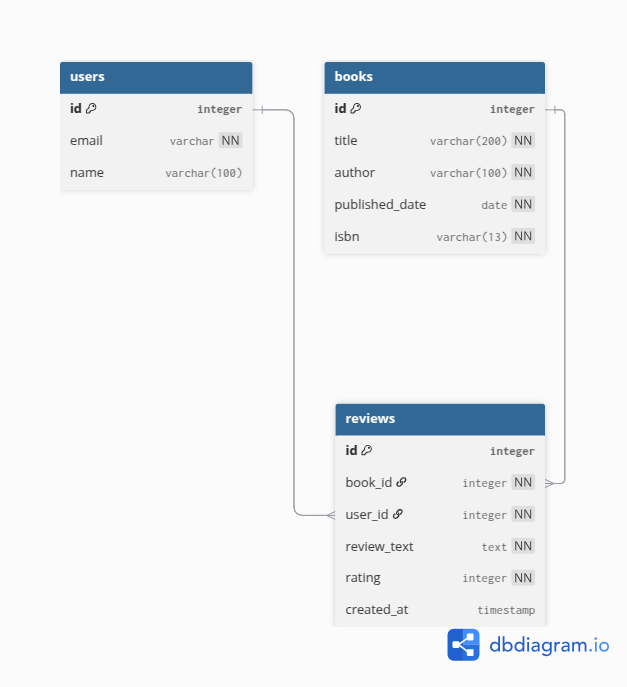 users
id integer
email varchar NN
name varchar(100)
books
id integer
title varchar(200) NN
author varchar(100) NN
published_date date NN
isbn varchar(13) NN
reviews
id integer
book_id integer NN
user_id integer NN
review_text text NN
rating integer NN
created_at timestamp
dbdiagram.io